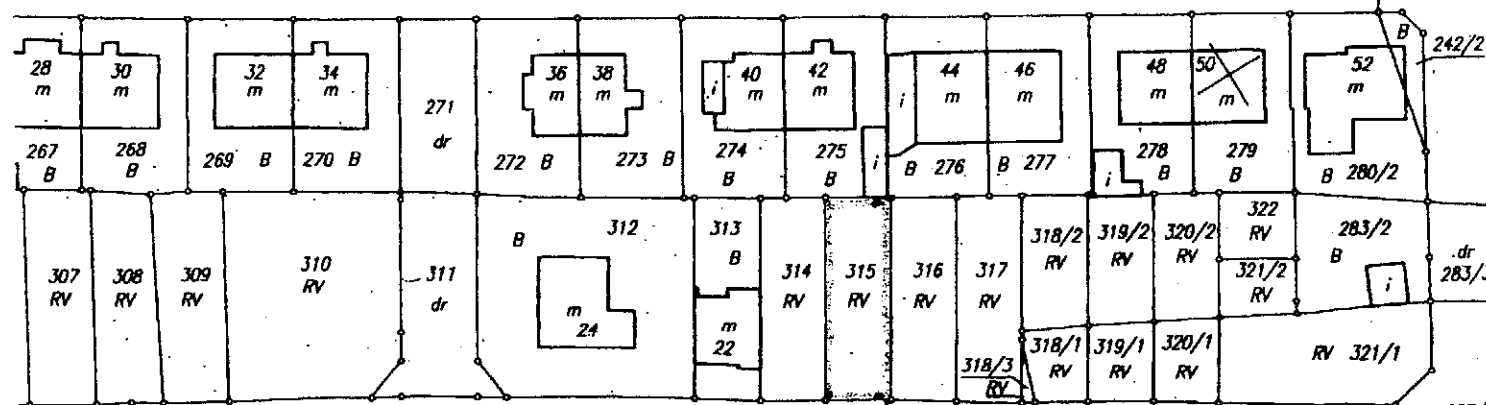 B
242/2
28
m
30
m
32
m
34
m
271
dr
36
m
38
m
i
40
m
42
m
i
44
m
46
m
48
m
50
m
52
m
267
B
268
B
269 B
270 B
272 B
273 B
274
B
275
B
i
B 276
B 277
i
278
B
279
B
B 280/2
307
RV
308
RV
309
RV
310
RV
311
dr
B
312
m
24
313
B
m
22
314
RV
315
RV
316
RV
317
RV
318/2
RV
319/2
RV
320/2
RV
322
RV
321/2
RV
283/2
B
i
dr
318/3
RV
318/1
RV
319/1
RV
320/1
RV
RV 321/1